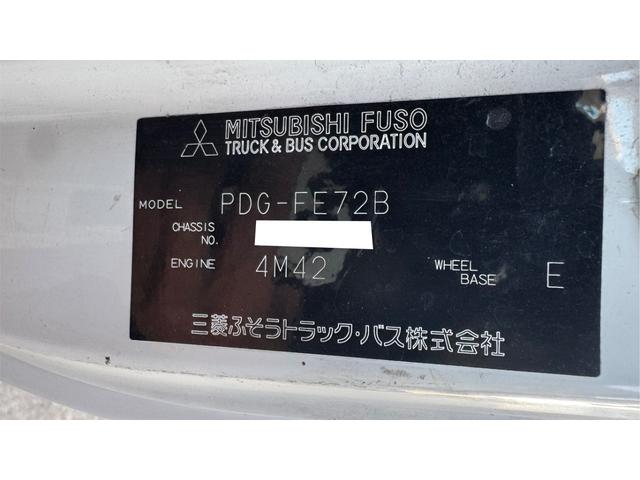 MITSUBISHI FUSO
TRUCK & BUS CORPORATION
MODEL PDG-FE72B
CHASSIS NO.
ENGINE 4M42 WHEEL BASE E
三菱ふそうトラック・バス株式会社